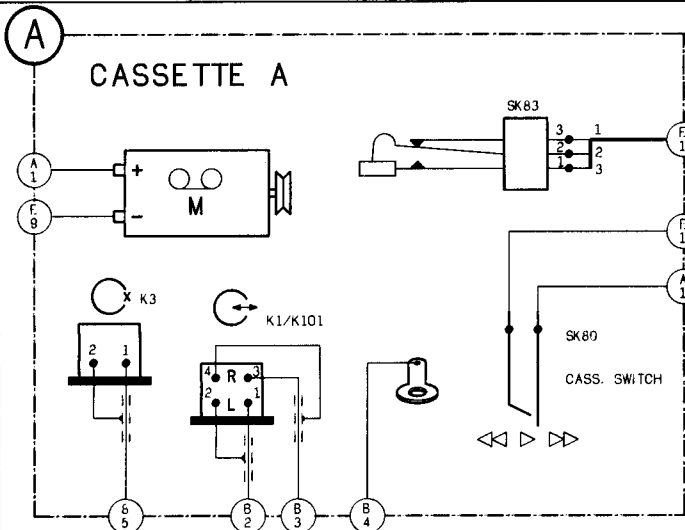 A
CASSETTE A
SK83
3 1
2 2
1 3
A
1
+
M
F
9
-
K3
2 1
K1/K101
4 R 3
2 L 1
SK80
CASS. SWITCH
B
2
B
3
B
4